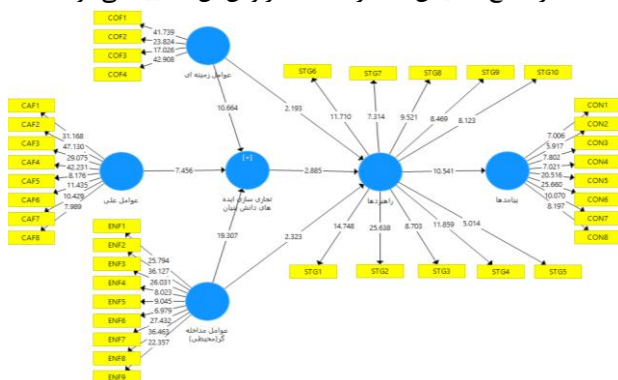 COF1
COF2
COF3
COF4
41.739
23.824
17.026
42.908
عوامل زمینه ای
10.664
2.193
STG6
STG7
STG8
STG9
STG10
11.710
7.314
9.521
8.469
8.123
CAF1
CAF2
CAF3
CAF4
CAF5
CAF6
CAF7
CAF8
31.168
47.130
29.075
42.231
8.176
11.435
10.429
7.989
عوامل علی
7.456
[+]
تجاری سازی ایده
های دانش بنیان
2.885
راهبردها
10.541
پیامدها
CON1
CON2
CON3
CON4
CON5
CON6
CON7
CON8
7.006
5.917
7.802
7.021
20.516
25.660
10.070
8.197
19.307
2.323
14.748
25.638
8.703
11.859
5.014
STG1
STG2
STG3
STG4
STG5
ENF1
ENF2
ENF3
ENF4
ENF5
ENF6
ENF7
ENF8
ENF9
25.794
36.127
26.031
8.023
9.045
6.979
27.432
36.463
22.357
عوامل مداخله
گر(محیطی)